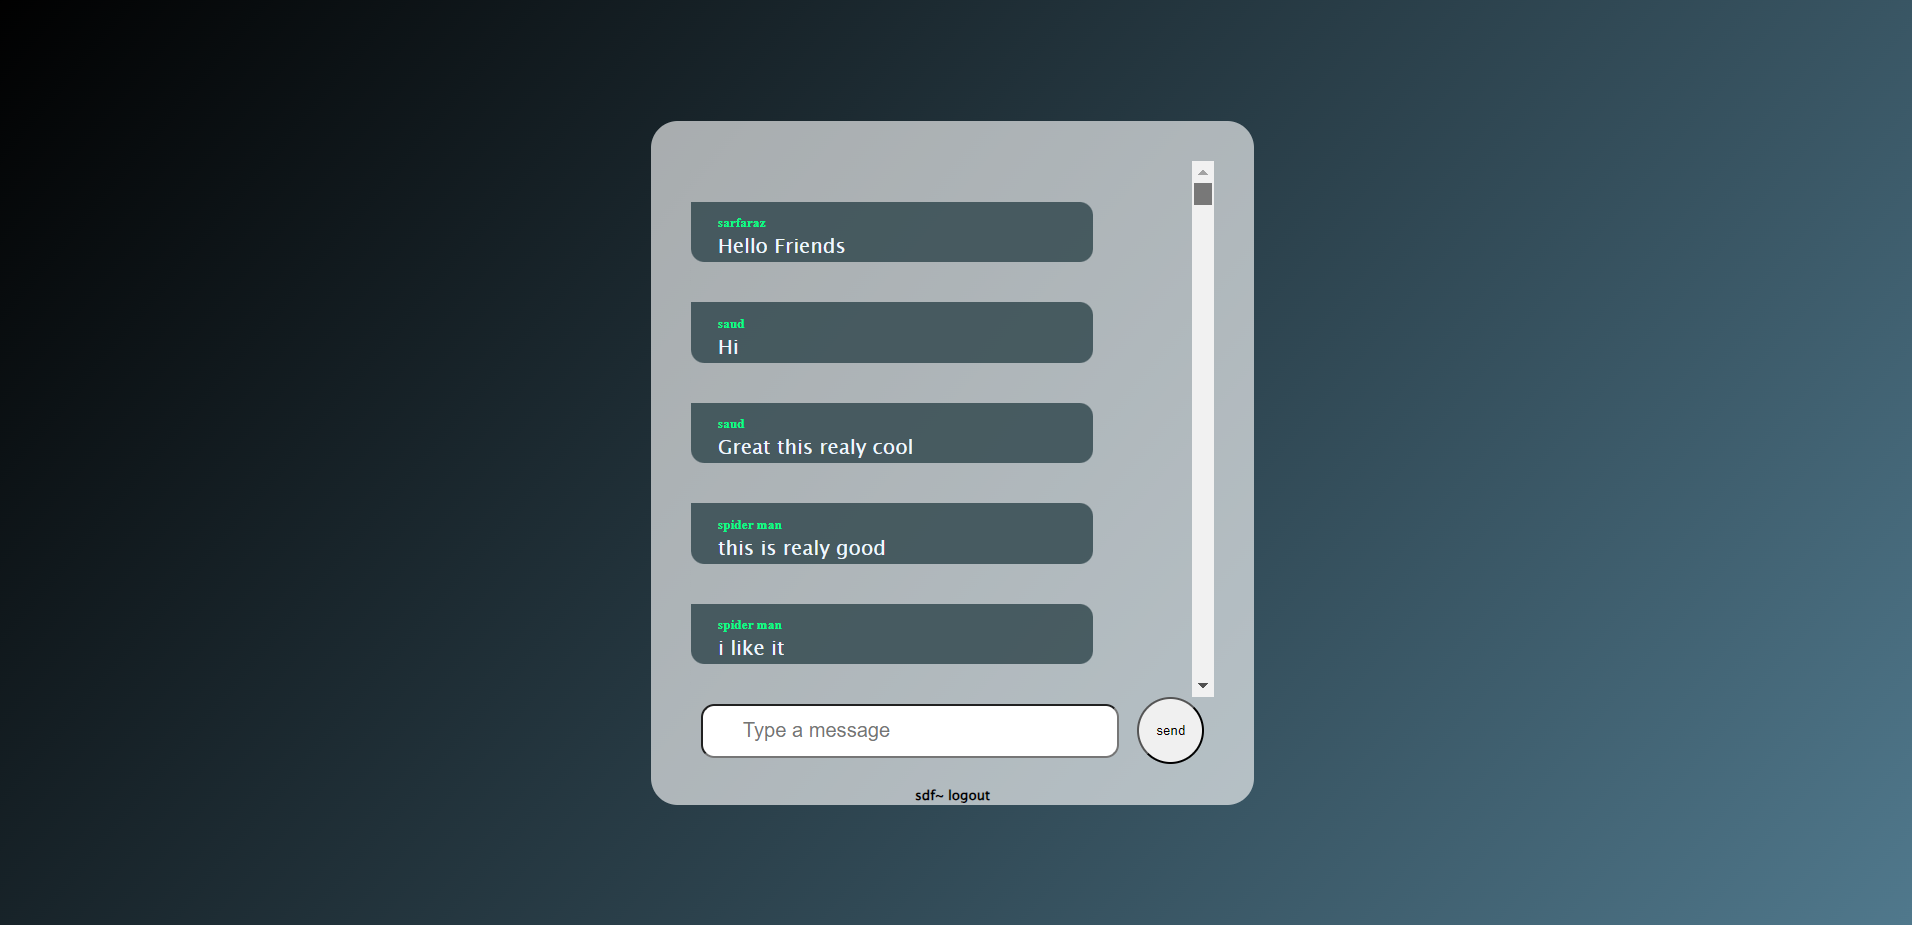 sarfaraz
Hello Friends
saud
Hi
saud
Great this realy cool
spider man
this is realy good
spider man
i like it
Type a message
send
sdf~ logout